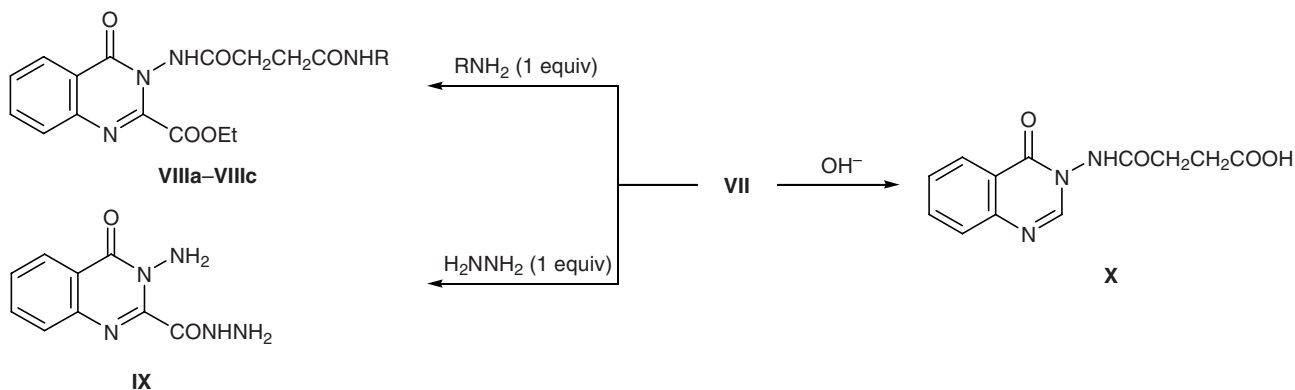 O
NHCOCH₂CH₂CONHR
N
N
COOEt
VIIIa–VIIIc
RNH₂ (1 equiv)
O
NH₂
N
N
CONHNH₂
IX
H₂NNH₂ (1 equiv)
VII
OH⁻
O
NHCOCH₂CH₂COOH
N
N
X